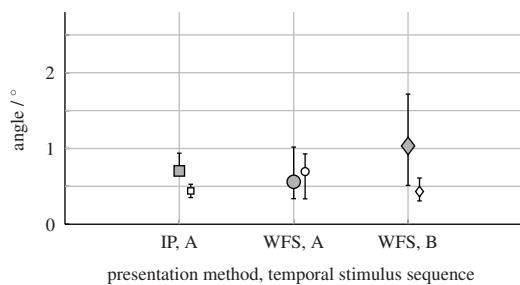 angle / °
2
1
0
IP, A WFS, A WFS, B
presentation method, temporal stimulus sequence